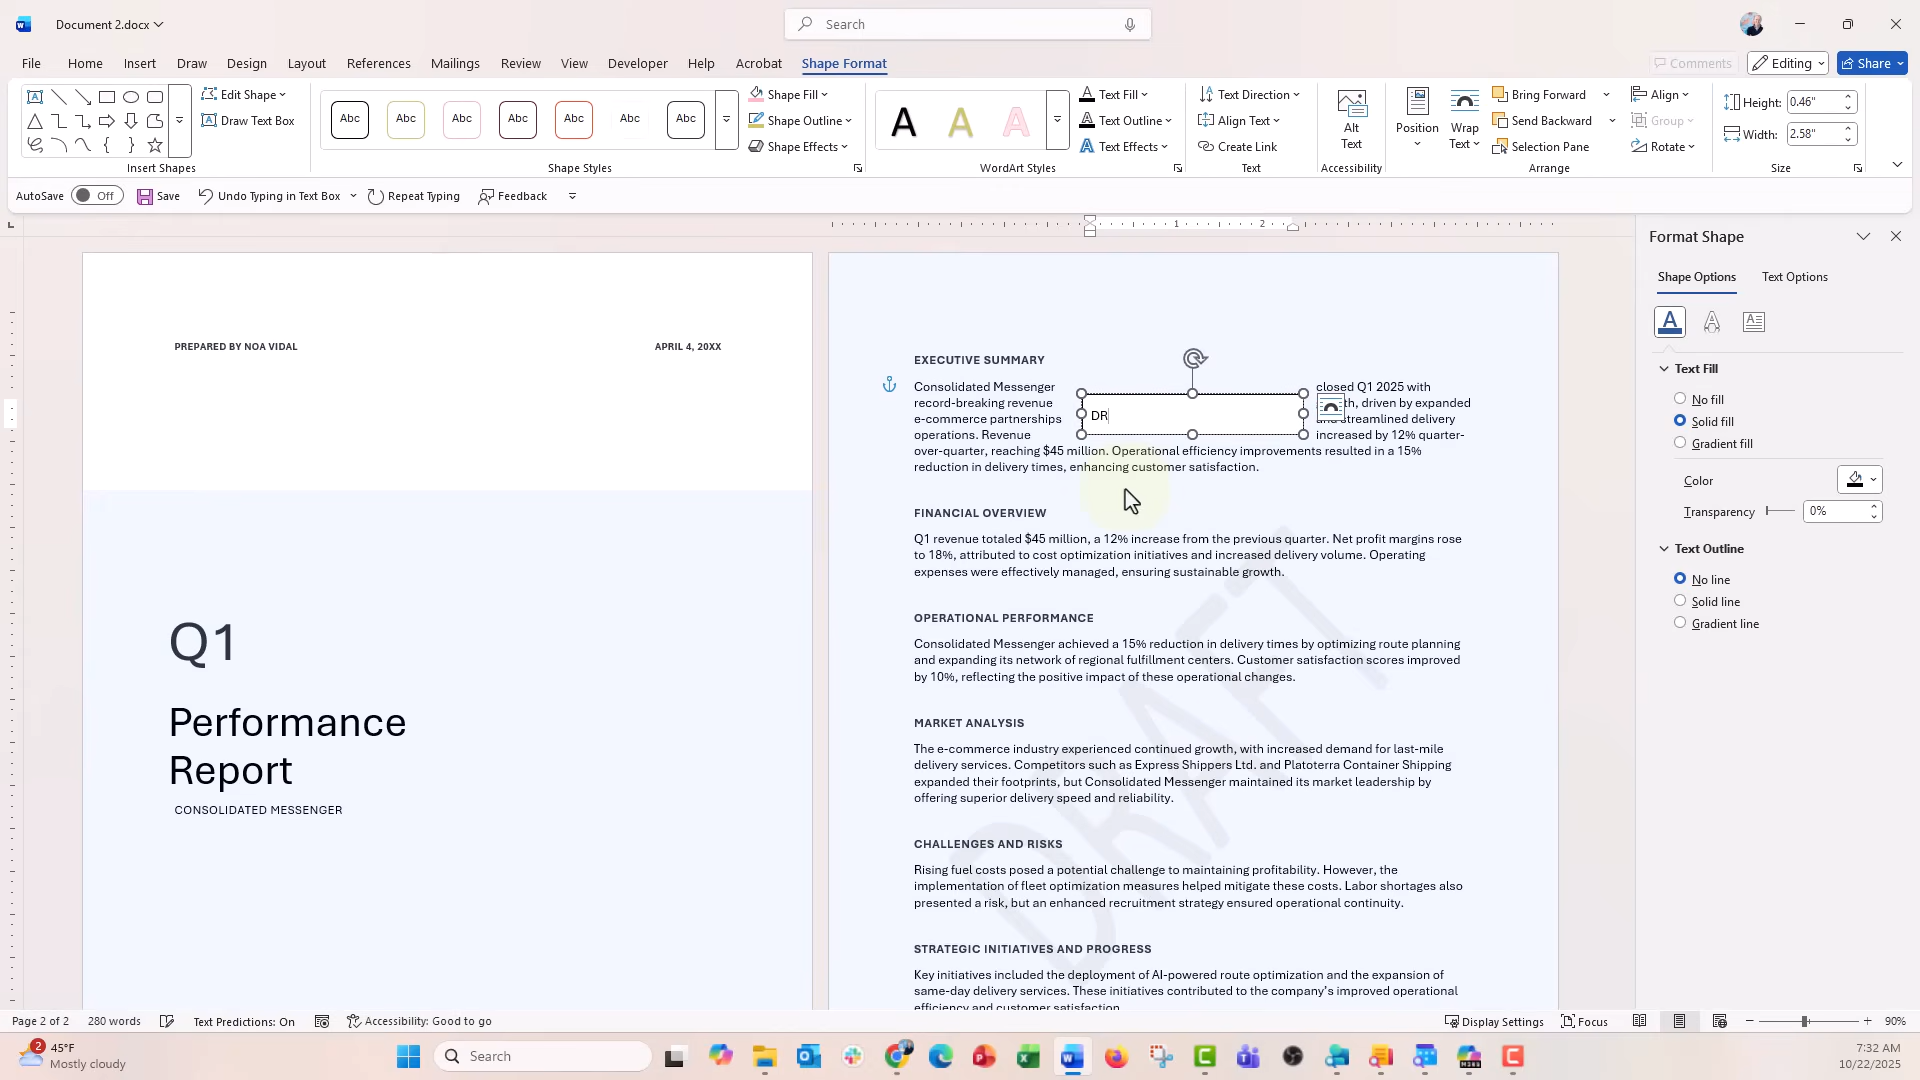 Document 2.docx
Search
File Home Insert Draw Design Layout References Mailings Review View Developer Help Acrobat Shape Format
Comments Editing Share
Edit Shape
Draw Text Box
Insert Shapes
Abc Abc Abc Abc Abc Abc Abc
Shape Fill
Shape Outline
Shape Effects
Shape Styles
A A A
Text Fill
Text Outline
Text Effects
WordArt Styles
Text Direction
Align Text
Create Link
Text
Alt
Text
Accessibility
Position
Wrap
Text
Bring Forward
Send Backward
Selection Pane
Align
Group
Rotate
Arrange
Height: 0.46"
Width: 2.58"
Size
AutoSave Off Save Undo Typing in Text Box Repeat Typing Feedback
1 2
PREPARED BY NOA VIDAL APRIL 4, 20XX
Q1
Performance
Report
CONSOLIDATED MESSENGER
EXECUTIVE SUMMARY
Consolidated Messenger closed Q1 2025 with
record-breaking revenue th, driven by expanded
e-commerce partnerships and streamlined delivery
operations. Revenue increased by 12% quarter-
over-quarter, reaching $45 million. Operational efficiency improvements resulted in a 15%
reduction in delivery times, enhancing customer satisfaction.
DR
FINANCIAL OVERVIEW
Q1 revenue totaled $45 million, a 12% increase from the previous quarter. Net profit margins rose
to 18%, attributed to cost optimization initiatives and increased delivery volume. Operating
expenses were effectively managed, ensuring sustainable growth.
OPERATIONAL PERFORMANCE
Consolidated Messenger achieved a 15% reduction in delivery times by optimizing route planning
and expanding its network of regional fulfillment centers. Customer satisfaction scores improved
by 10%, reflecting the positive impact of these operational changes.
MARKET ANALYSIS
The e-commerce industry experienced continued growth, with increased demand for last-mile
delivery services. Competitors such as Express Shippers Ltd. and Platoterra Container Shipping
expanded their footprints, but Consolidated Messenger maintained its market leadership by
offering superior delivery speed and reliability.
CHALLENGES AND RISKS
Rising fuel costs posed a potential challenge to maintaining profitability. However, the
implementation of fleet optimization measures helped mitigate these costs. Labor shortages also
presented a risk, but an enhanced recruitment strategy ensured operational continuity.
STRATEGIC INITIATIVES AND PROGRESS
Key initiatives included the deployment of AI-powered route optimization and the expansion of
same-day delivery services. These initiatives contributed to the company's improved operational
efficiency and customer satisfaction.
DRAFT
Format Shape
Shape Options Text Options
Text Fill
No fill
Solid fill
Gradient fill
Color
Transparency 0%
Text Outline
No line
Solid line
Gradient line
Page 2 of 2 280 words Text Predictions: On Accessibility: Good to go
Display Settings Focus 90%
2
45°F
Mostly cloudy
Search
7:32 AM
10/22/2025